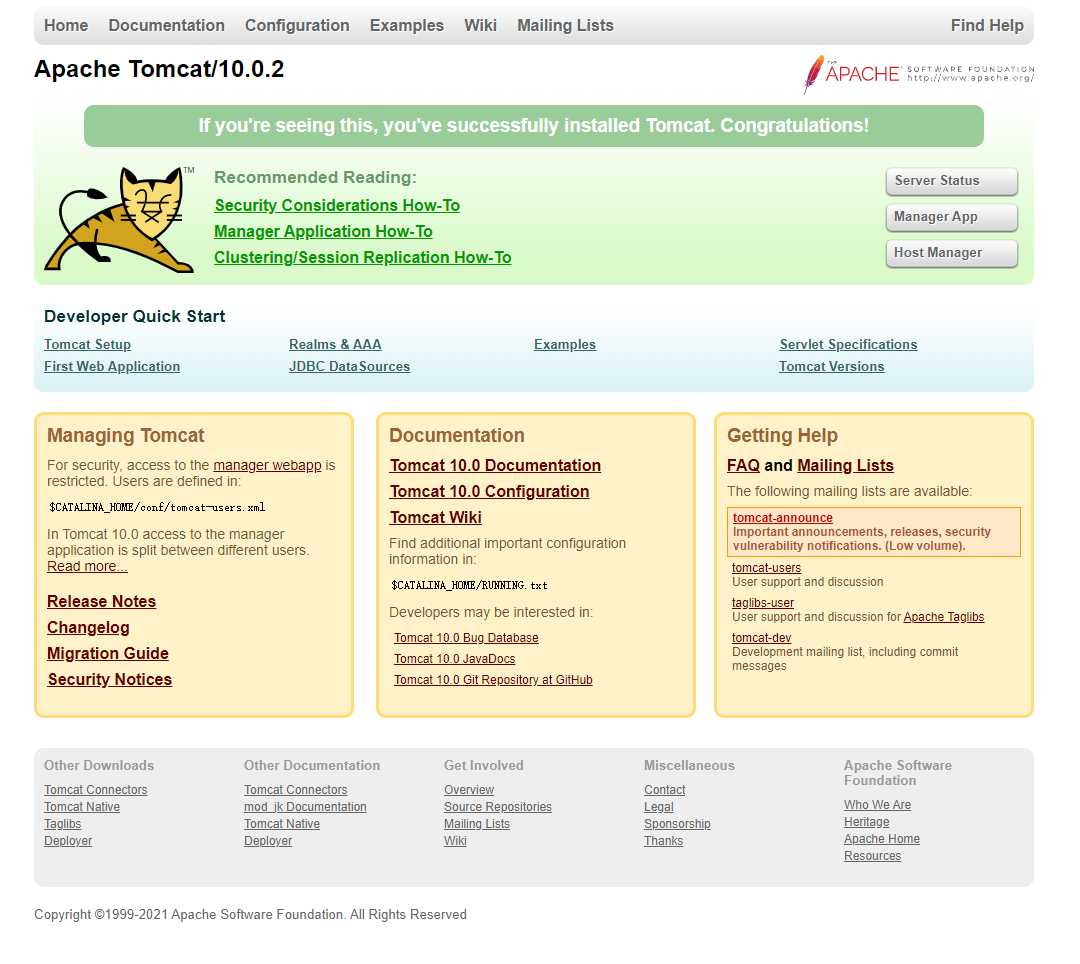 Home Documentation Configuration Examples Wiki Mailing Lists Find Help
Apache Tomcat/10.0.2
THE APACHE SOFTWARE FOUNDATION
http://www.apache.org/
If you're seeing this, you've successfully installed Tomcat. Congratulations!
TM
Recommended Reading:
Security Considerations How-To
Manager Application How-To
Clustering/Session Replication How-To
Server Status
Manager App
Host Manager
Developer Quick Start
Tomcat Setup
First Web Application
Realms & AAA
JDBC DataSources
Examples
Servlet Specifications
Tomcat Versions
Managing Tomcat
For security, access to the manager webapp is
restricted. Users are defined in:
$CATALINA_HOME/conf/tomcat-users.xml
In Tomcat 10.0 access to the manager
application is split between different users.
Read more...
Release Notes
Changelog
Migration Guide
Security Notices
Documentation
Tomcat 10.0 Documentation
Tomcat 10.0 Configuration
Tomcat Wiki
Find additional important configuration
information in:
$CATALINA_HOME/RUNNING.txt
Developers may be interested in:
Tomcat 10.0 Bug Database
Tomcat 10.0 JavaDocs
Tomcat 10.0 Git Repository at GitHub
Getting Help
FAQ and Mailing Lists
The following mailing lists are available:
tomcat-announce
Important announcements, releases, security
vulnerability notifications. (Low volume).
tomcat-users
User support and discussion
taglibs-user
User support and discussion for Apache Taglibs
tomcat-dev
Development mailing list, including commit
messages
Other Downloads
Tomcat Connectors
Tomcat Native
Taglibs
Deployer
Other Documentation
Tomcat Connectors
mod_jk Documentation
Tomcat Native
Deployer
Get Involved
Overview
Source Repositories
Mailing Lists
Wiki
Miscellaneous
Contact
Legal
Sponsorship
Thanks
Apache Software
Foundation
Who We Are
Heritage
Apache Home
Resources
Copyright ©1999-2021 Apache Software Foundation. All Rights Reserved